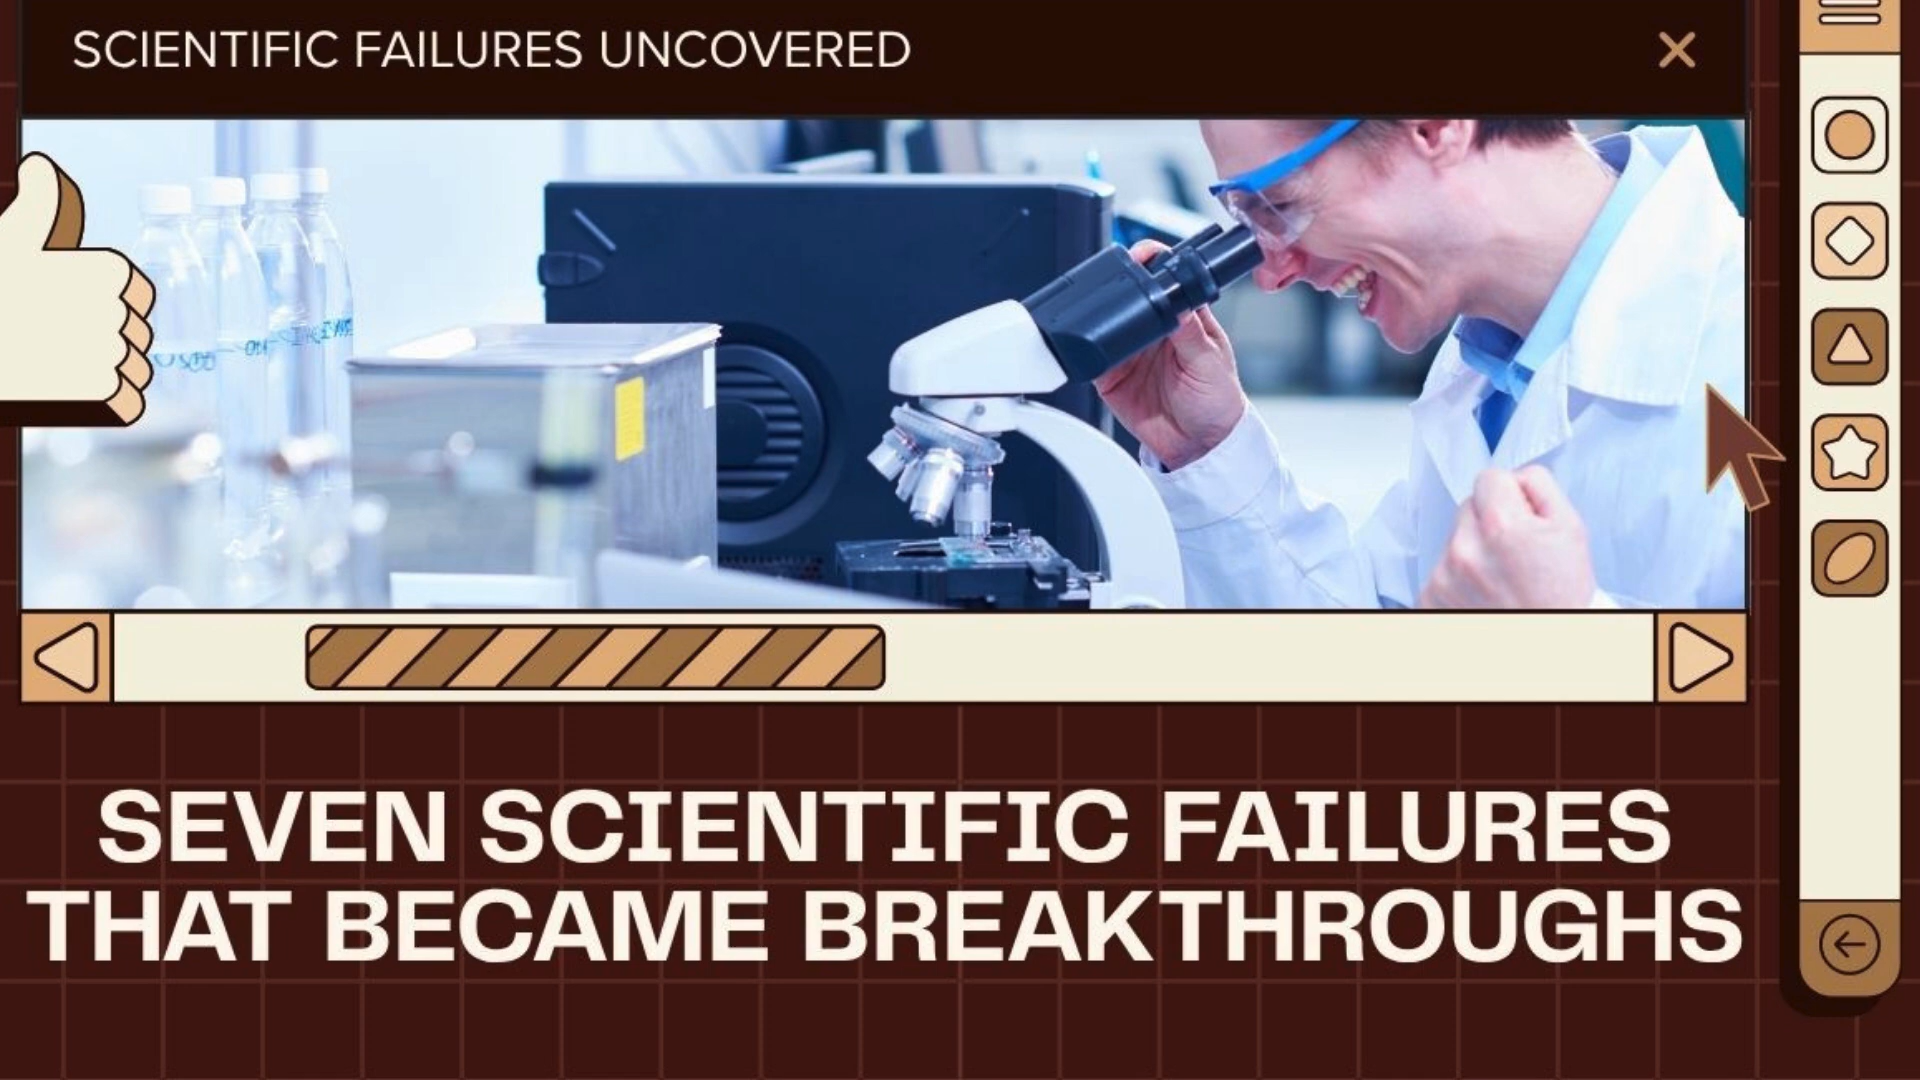 SCIENTIFIC FAILURES UNCOVERED
SEVEN SCIENTIFIC FAILURES
THAT BECAME BREAKTHROUGHS